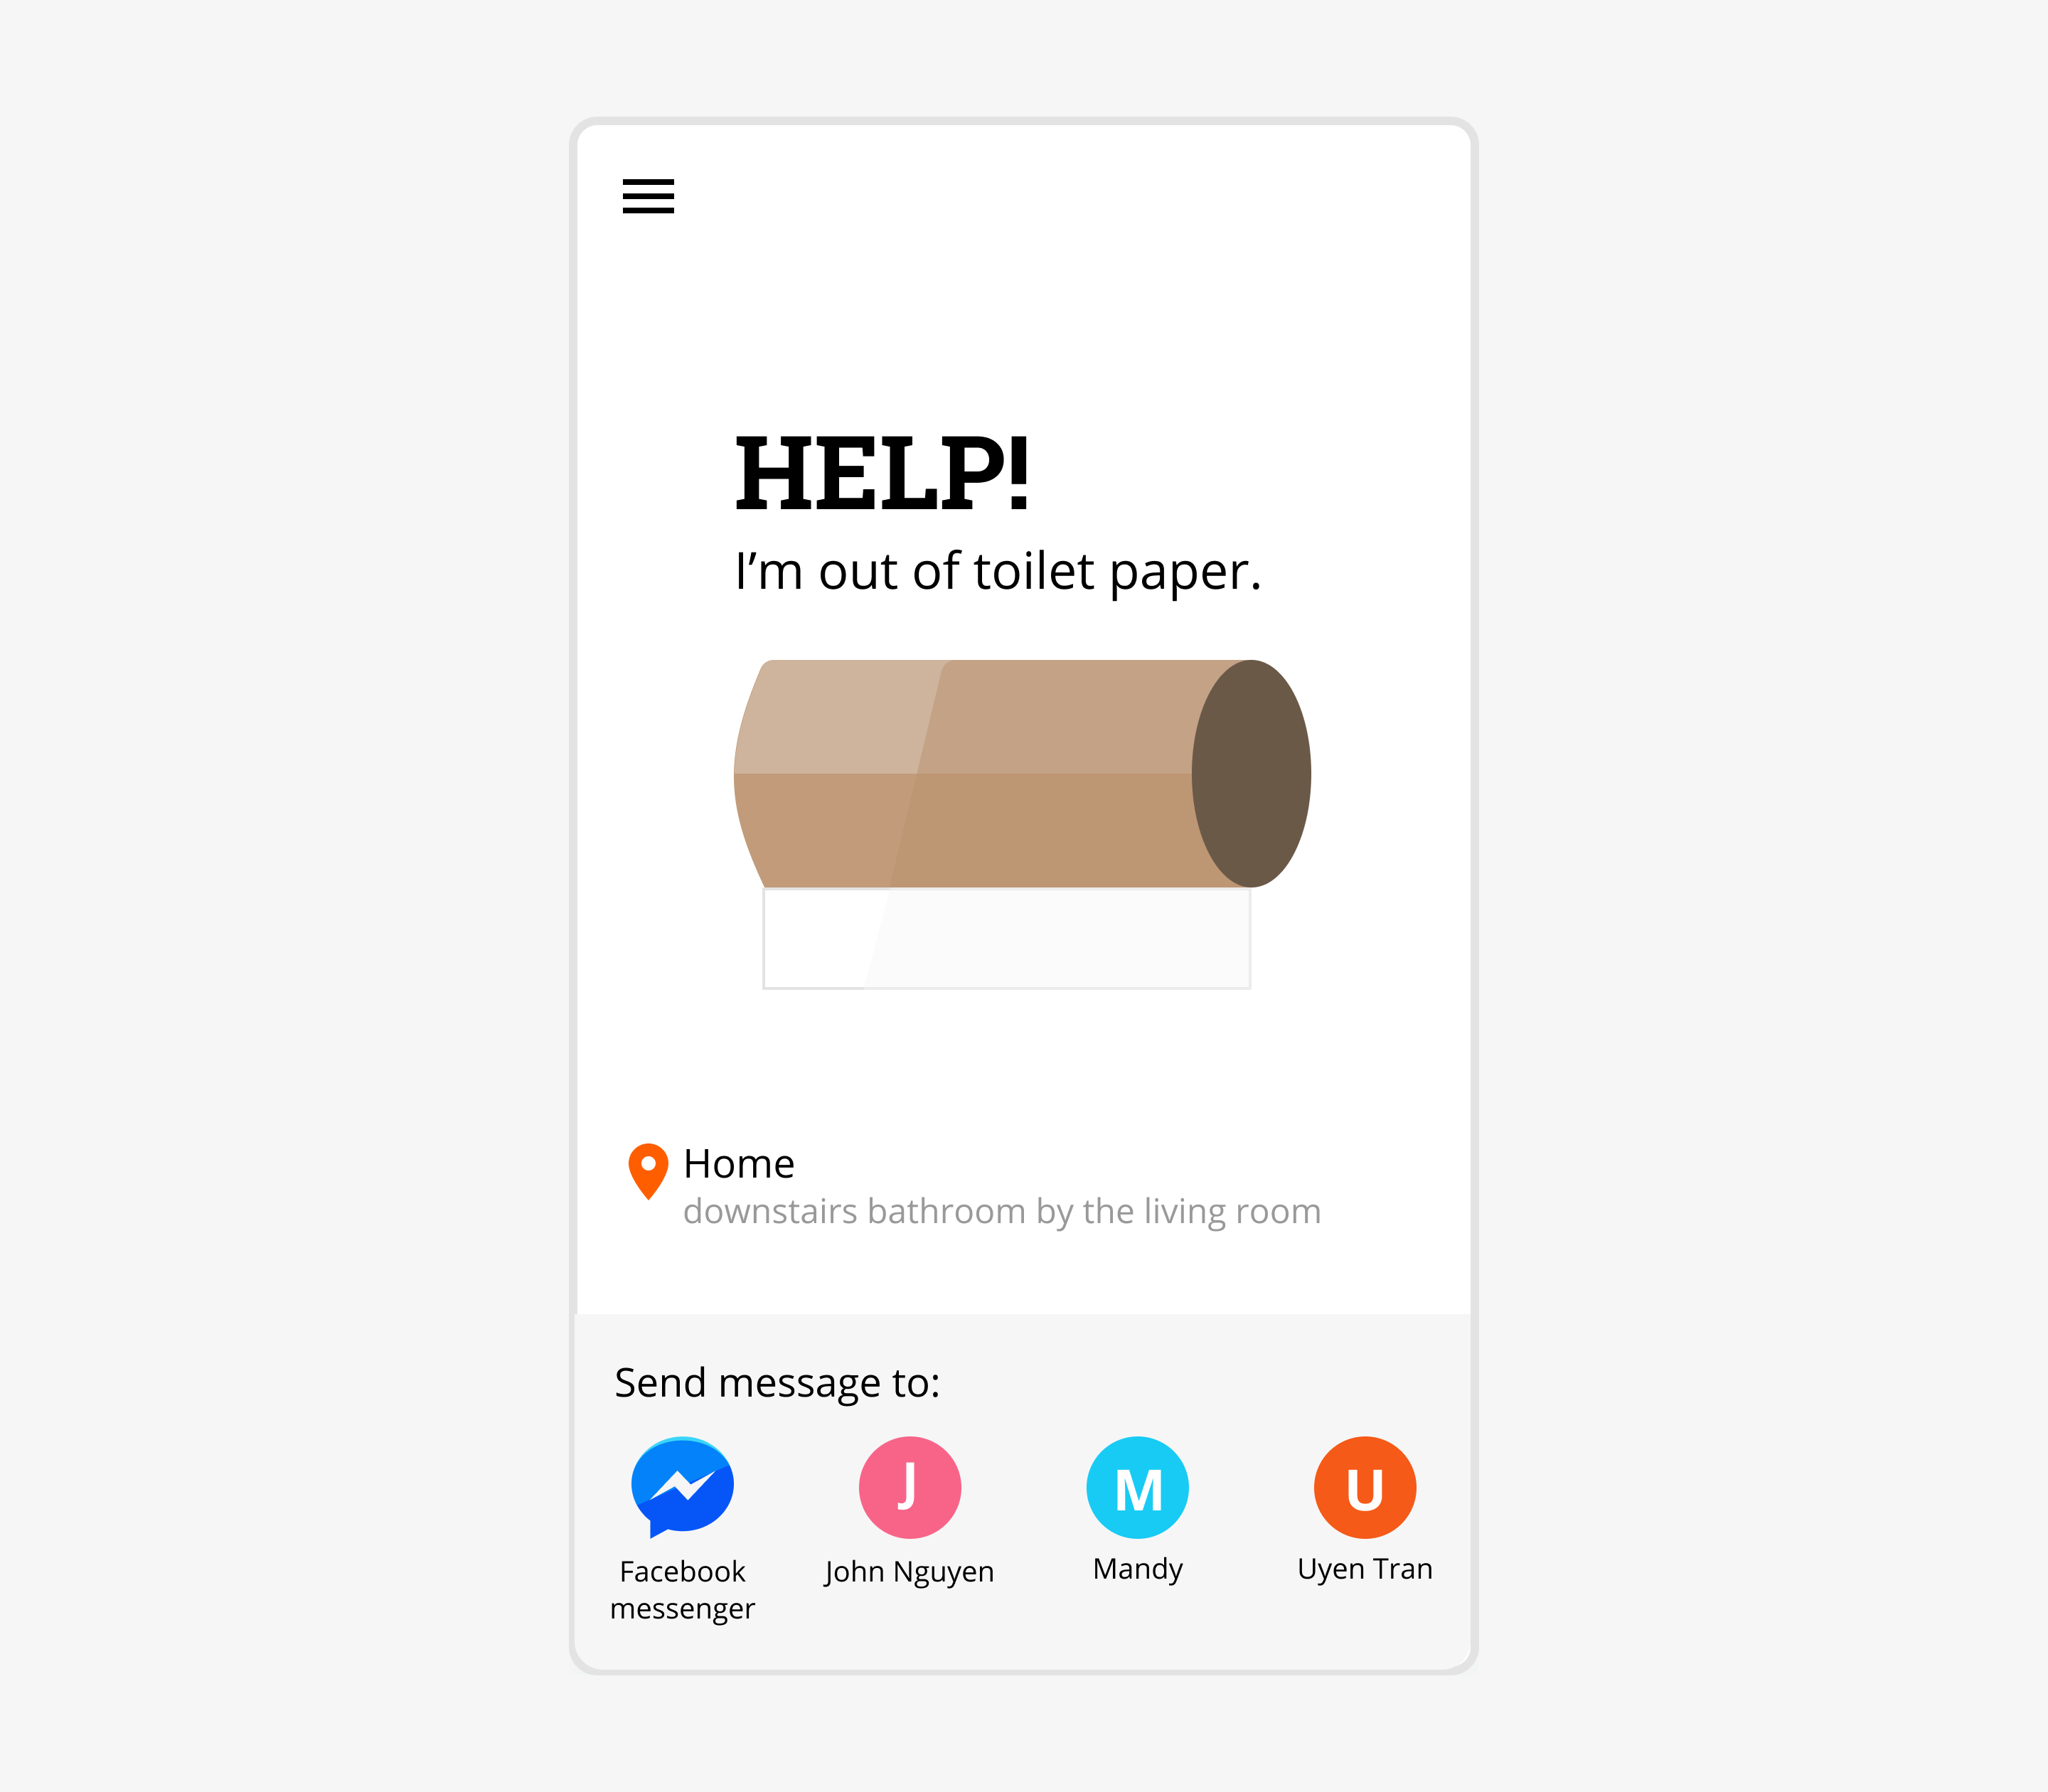 HELP!
I’m out of toilet paper.
Home
downstairs bathroom by the living room
Send message to:
J
M
U
Facebook
messenger
John Nguyen
Mandy
Uyen Tran